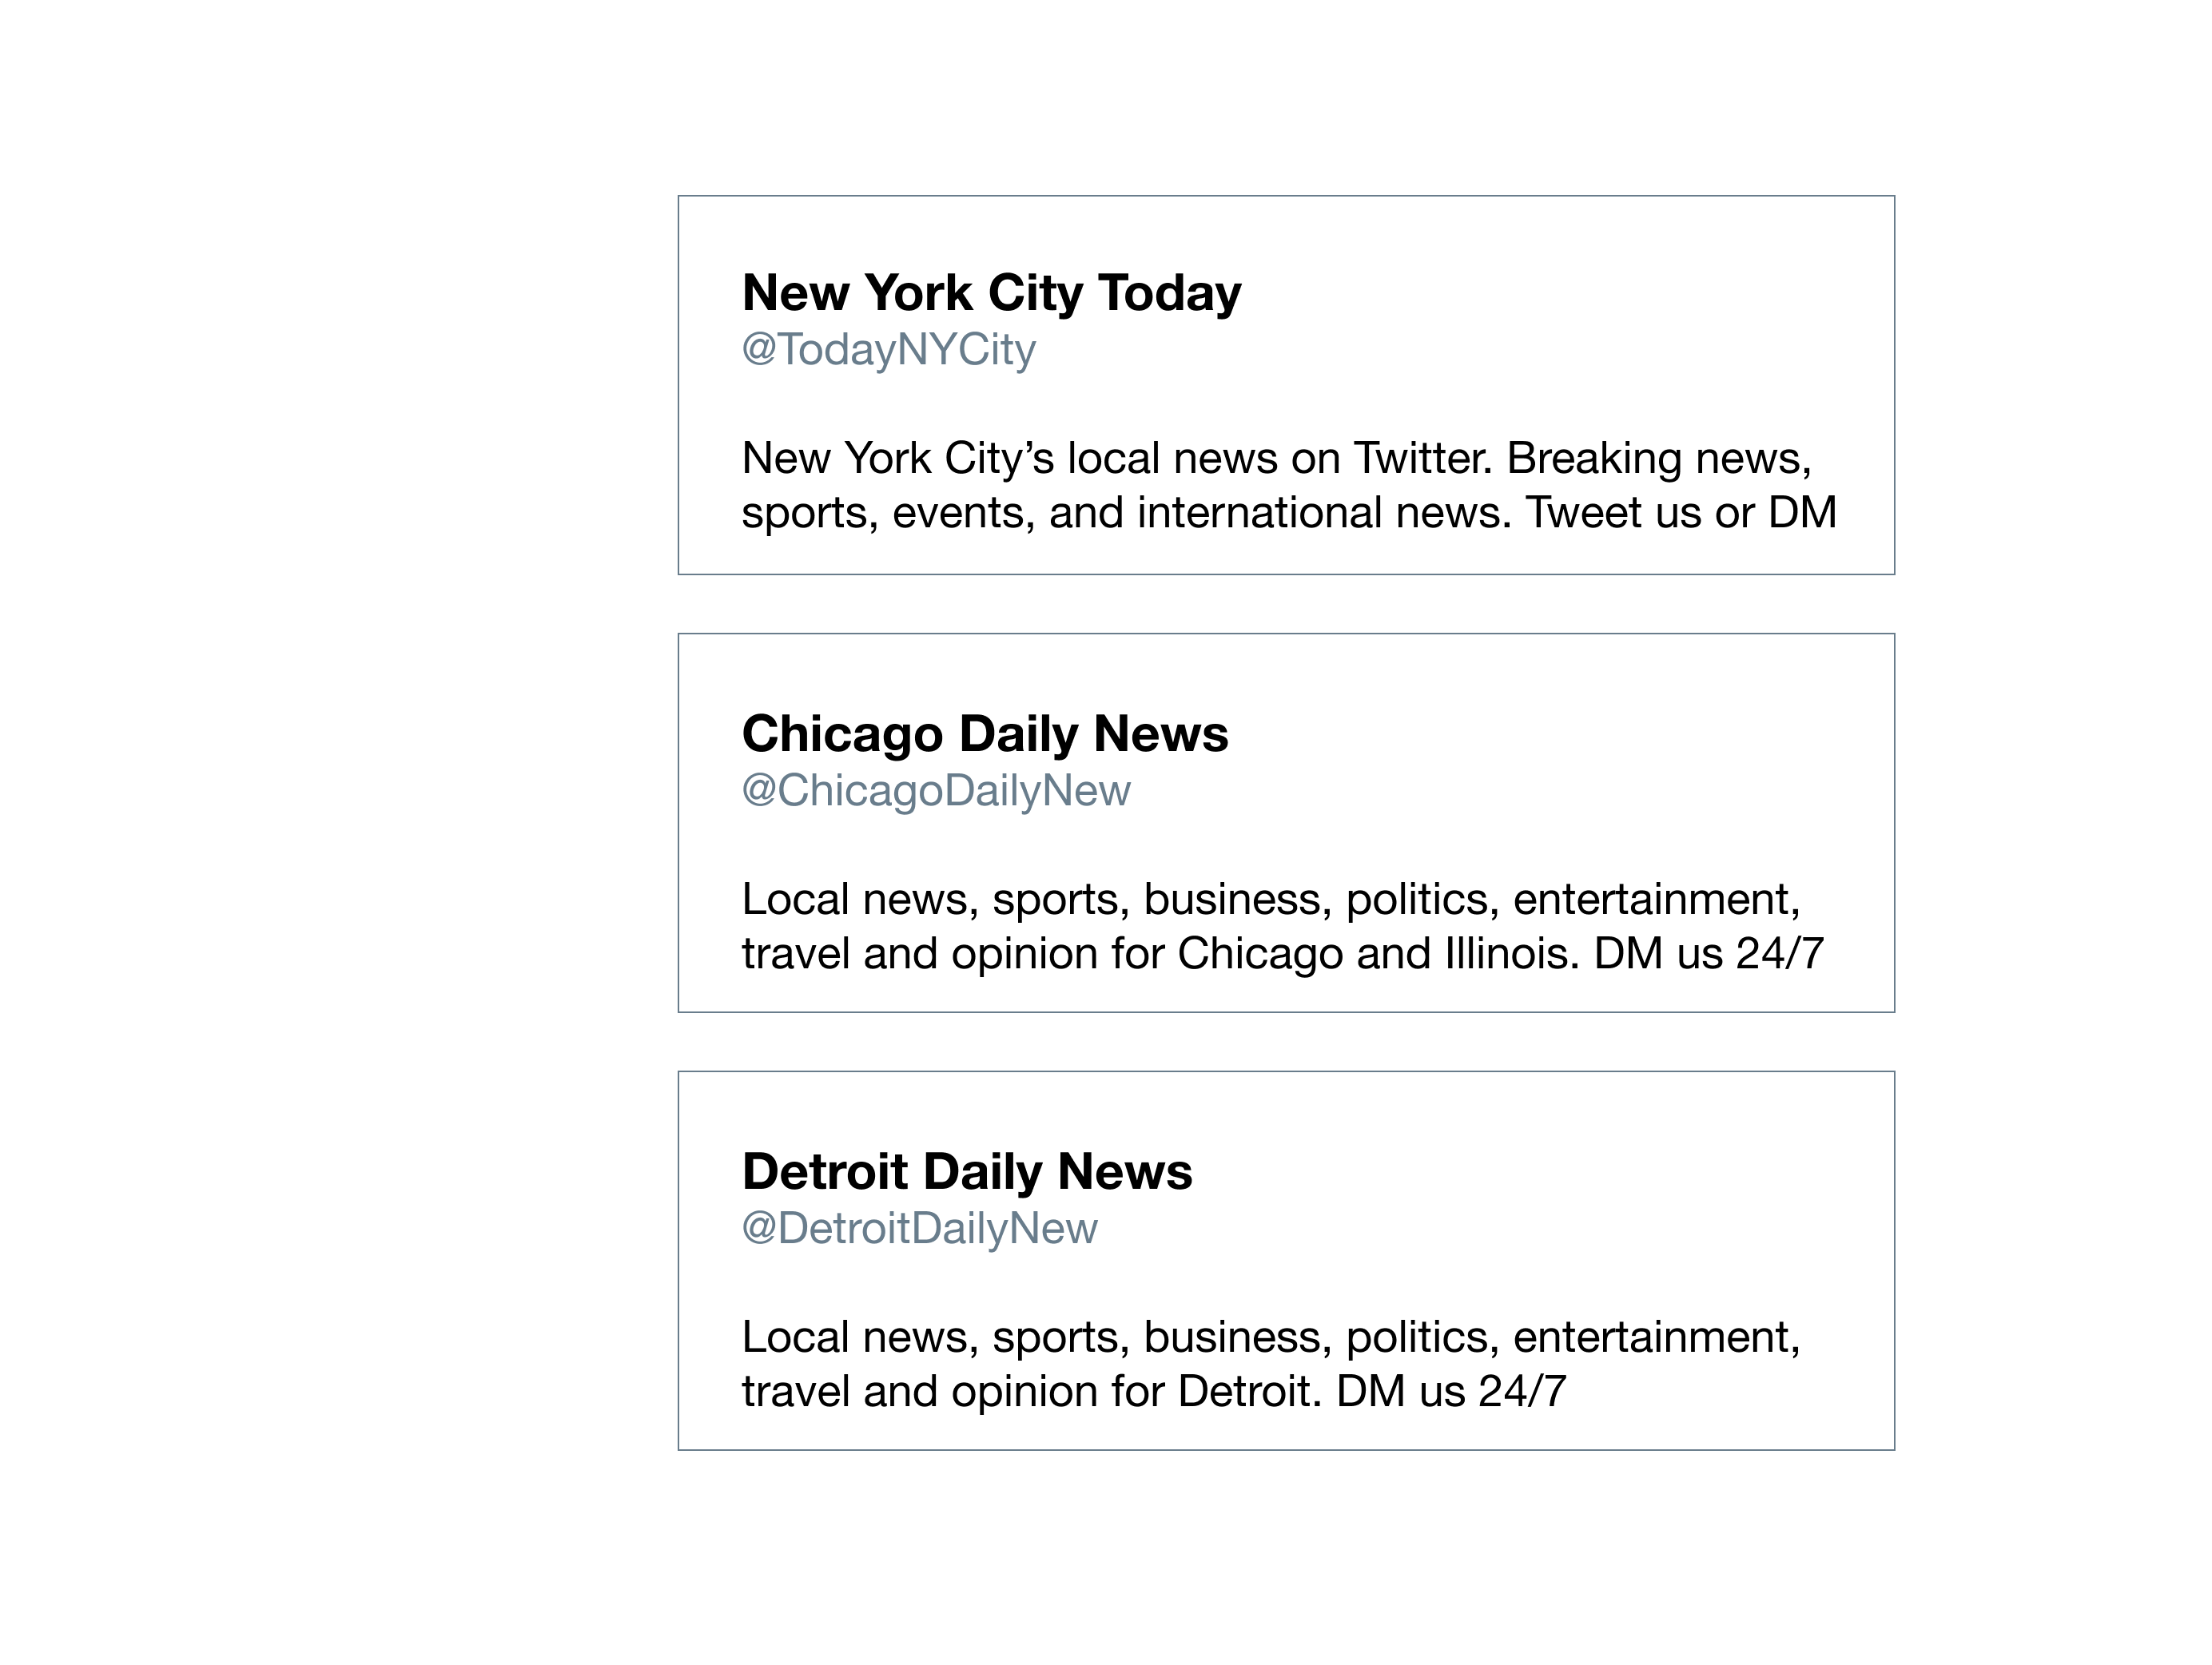 New York City Today
@TodayNYCity
New York City’s local news on Twitter. Breaking news,
sports, events, and international news. Tweet us or DM
Chicago Daily News
@ChicagoDailyNew
Local news, sports, business, politics, entertainment,
travel and opinion for Chicago and Illinois. DM us 24/7
Detroit Daily News
@DetroitDailyNew
Local news, sports, business, politics, entertainment,
travel and opinion for Detroit. DM us 24/7